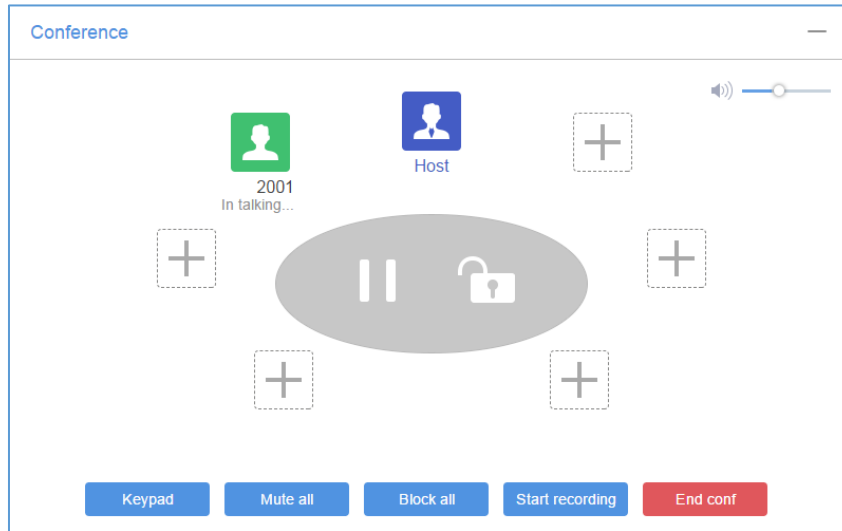 Conference
Host
2001
In talking...
Keypad
Mute all
Block all
Start recording
End conf